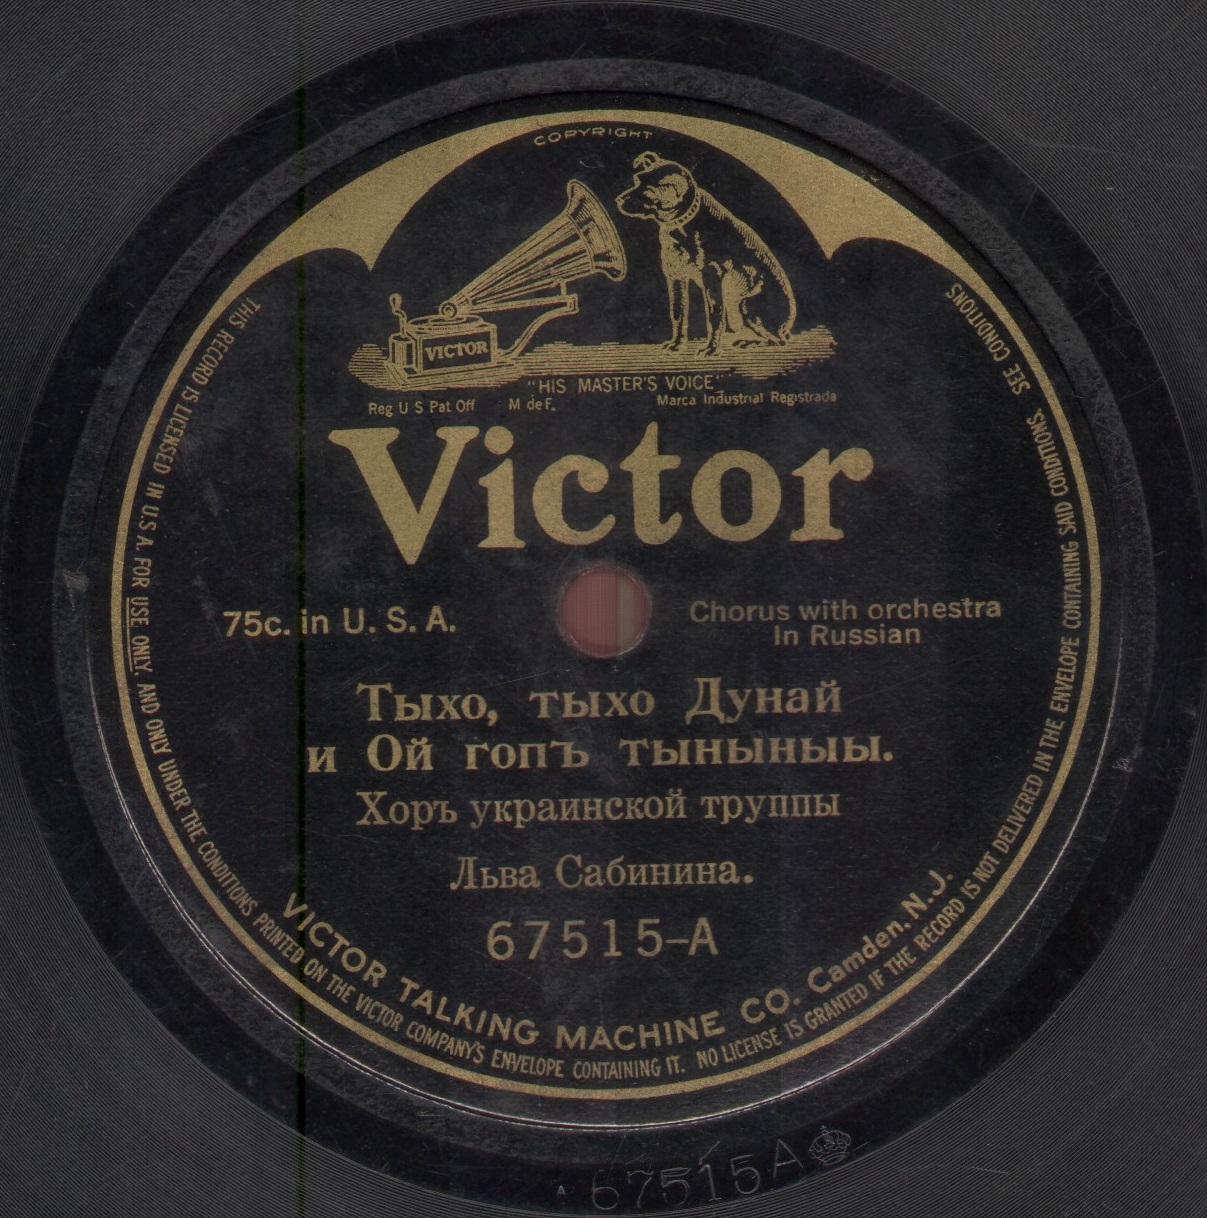 COPYRIGHT
VICTOR
"HIS MASTER'S VOICE"
Reg U S Pat Off M de F. Marca Industrial Registrada
Victor
75c. in U. S. A.
Chorus with orchestra
In Russian
Тыхо, тыхо Дунай
и Ой гопъ тыныныы.
Хоръ украинской труппы
Льва Сабинина.
67515-A
VICTOR TALKING MACHINE CO. Camden, N.J.
THIS RECORD IS LICENSED IN U.S.A. FOR USE ONLY, AND ONLY UNDER THE CONDITIONS PRINTED ON THE VICTOR COMPANY'S ENVELOPE CONTAINING IT. NO LICENSE IS GRANTED IF THE RECORD IS NOT DELIVERED IN THE ENVELOPE CONTAINING SAID CONDITIONS. SEE CONDITIONS
A 67515A